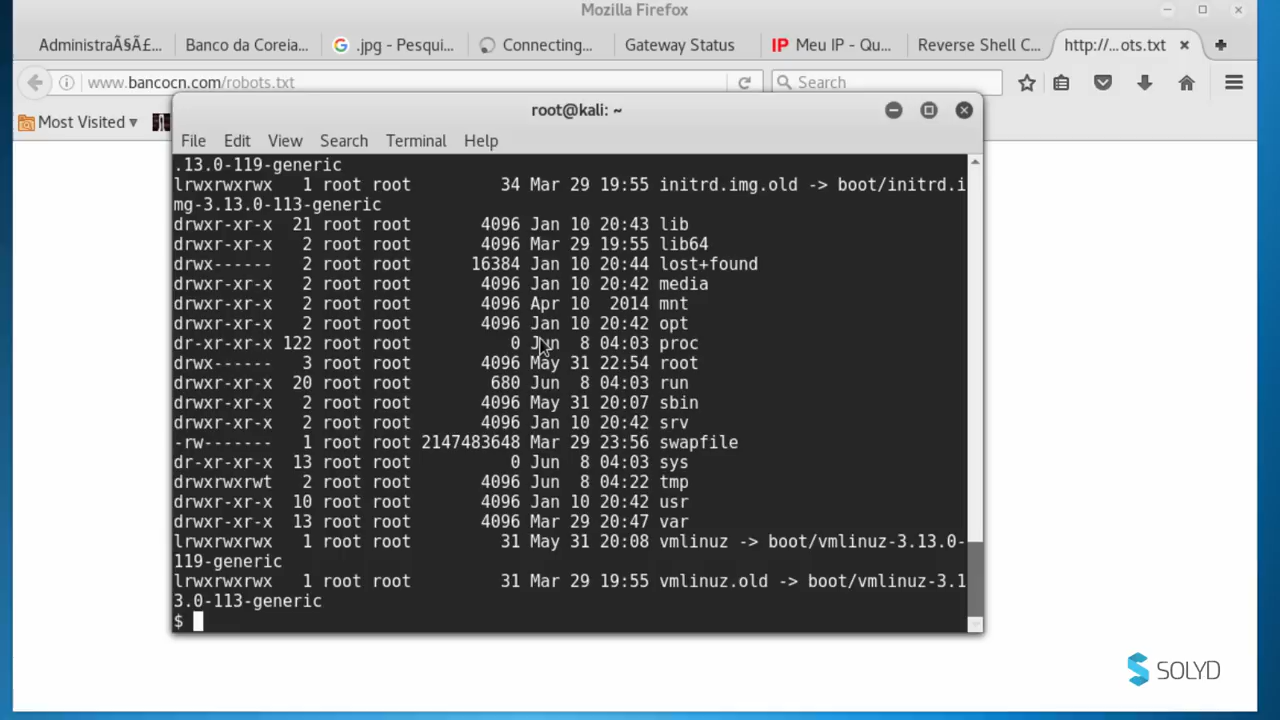 Mozilla Firefox
AdministraÃ§Ã£... Banco da Coreia... .jpg - Pesqui... Connecting... Gateway Status IP Meu IP - Qu... Reverse Shell C... http://...ots.txt
www.bancocn.com/robots.txt Search
Most Visited
root@kali: ~
File Edit View Search Terminal Help
.13.0-119-generic
lrwxrwxrwx 1 root root 34 Mar 29 19:55 initrd.img.old -> boot/initrd.i
mg-3.13.0-113-generic
drwxr-xr-x 21 root root 4096 Jan 10 20:43 lib
drwxr-xr-x 2 root root 4096 Mar 29 19:55 lib64
drwx------ 2 root root 16384 Jan 10 20:44 lost+found
drwxr-xr-x 2 root root 4096 Jan 10 20:42 media
drwxr-xr-x 2 root root 4096 Apr 10 2014 mnt
drwxr-xr-x 2 root root 4096 Jan 10 20:42 opt
dr-xr-xr-x 122 root root 0 Jun 8 04:03 proc
drwx------ 3 root root 4096 May 31 22:54 root
drwxr-xr-x 20 root root 680 Jun 8 04:03 run
drwxr-xr-x 2 root root 4096 May 31 20:07 sbin
drwxr-xr-x 2 root root 4096 Jan 10 20:42 srv
-rw------- 1 root root 2147483648 Mar 29 23:56 swapfile
dr-xr-xr-x 13 root root 0 Jun 8 04:03 sys
drwxrwxrwt 2 root root 4096 Jun 8 04:22 tmp
drwxr-xr-x 10 root root 4096 Jan 10 20:42 usr
drwxr-xr-x 13 root root 4096 Mar 29 20:47 var
lrwxrwxrwx 1 root root 31 May 31 20:08 vmlinuz -> boot/vmlinuz-3.13.0-
119-generic
lrwxrwxrwx 1 root root 31 Mar 29 19:55 vmlinuz.old -> boot/vmlinuz-3.1
3.0-113-generic
$
SOLYD